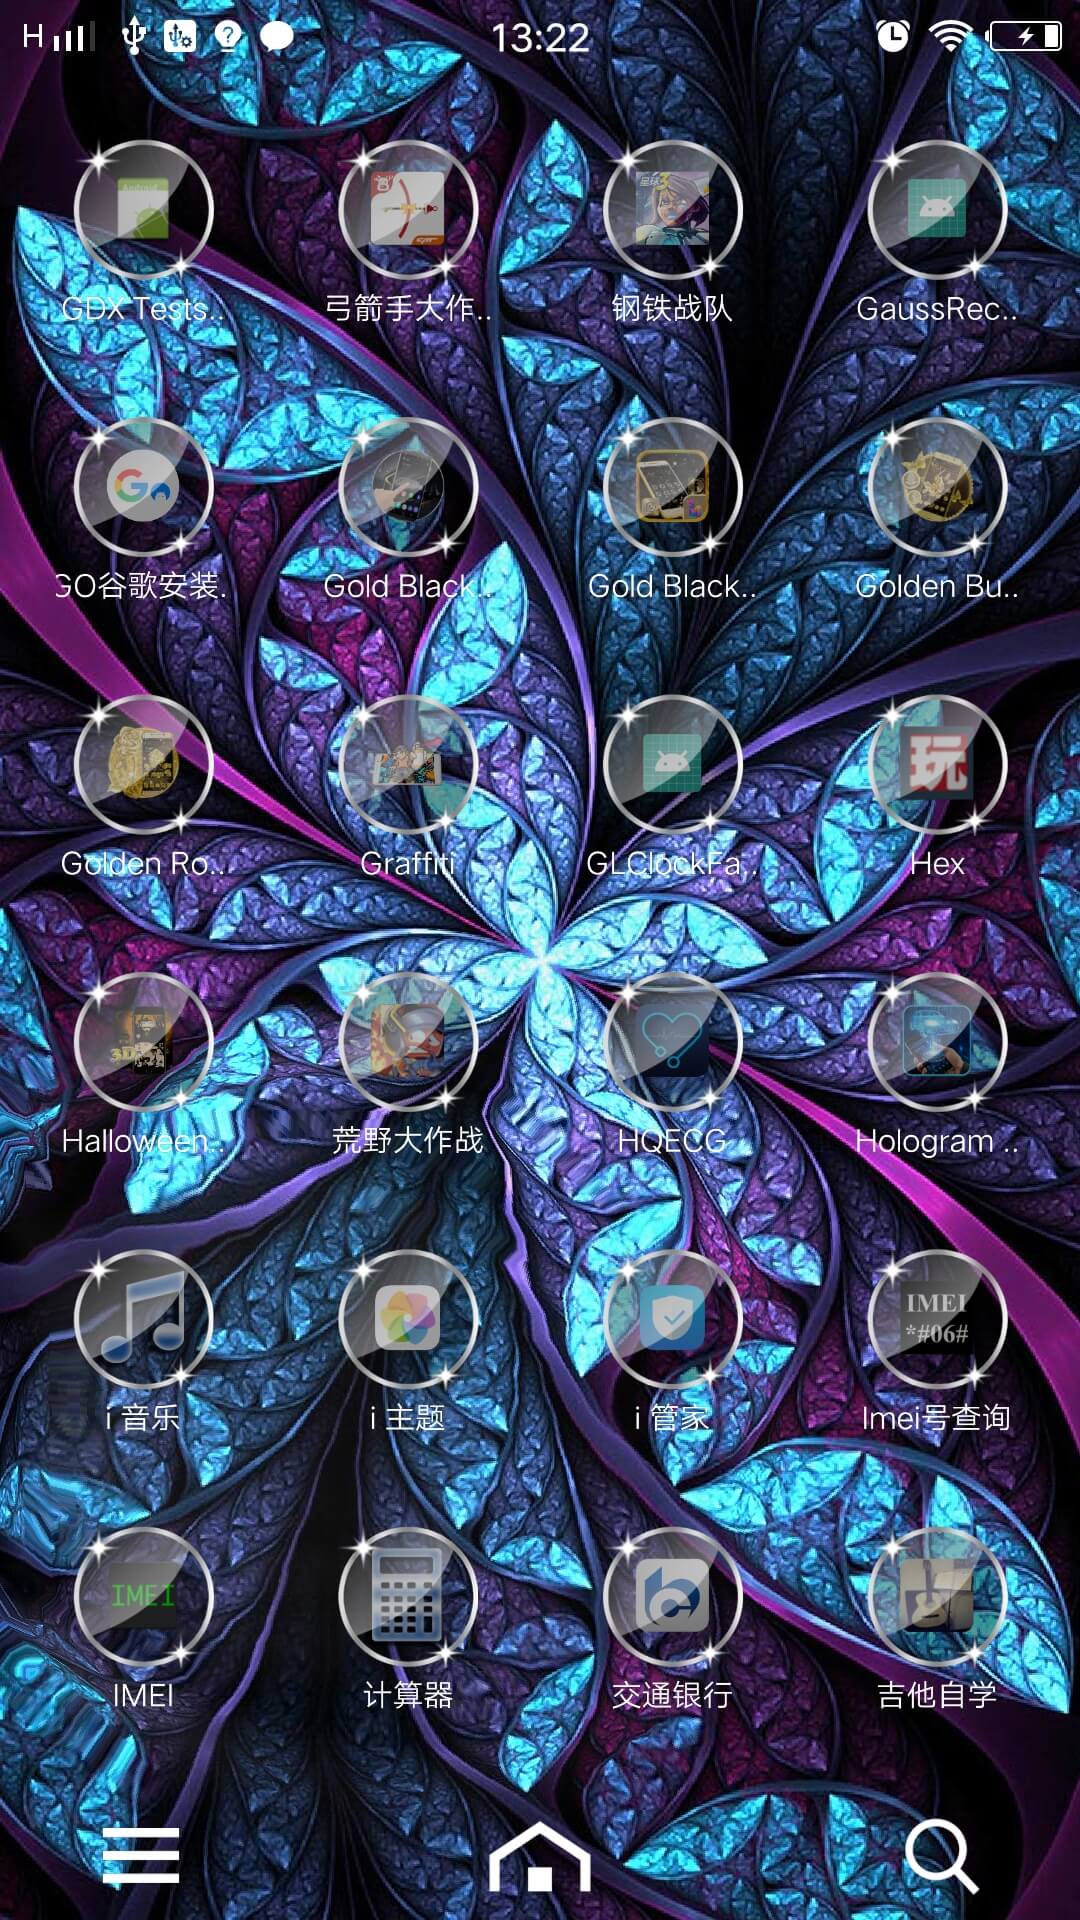 H 13:22
GDX Tests.. 弓箭手大作.. 钢铁战队 GaussRec..
GO谷歌安装. Gold Black.. Gold Black.. Golden Bu..
玩
Golden Ro.. Graffiti GLClockFa.. Hex
3D
Halloween.. 荒野大作战 HQECG Hologram ..
IMEI
*#06#
i 音乐 i 主题 i 管家 Imei号查询
IMEI
IMEI 计算器 交通银行 吉他自学